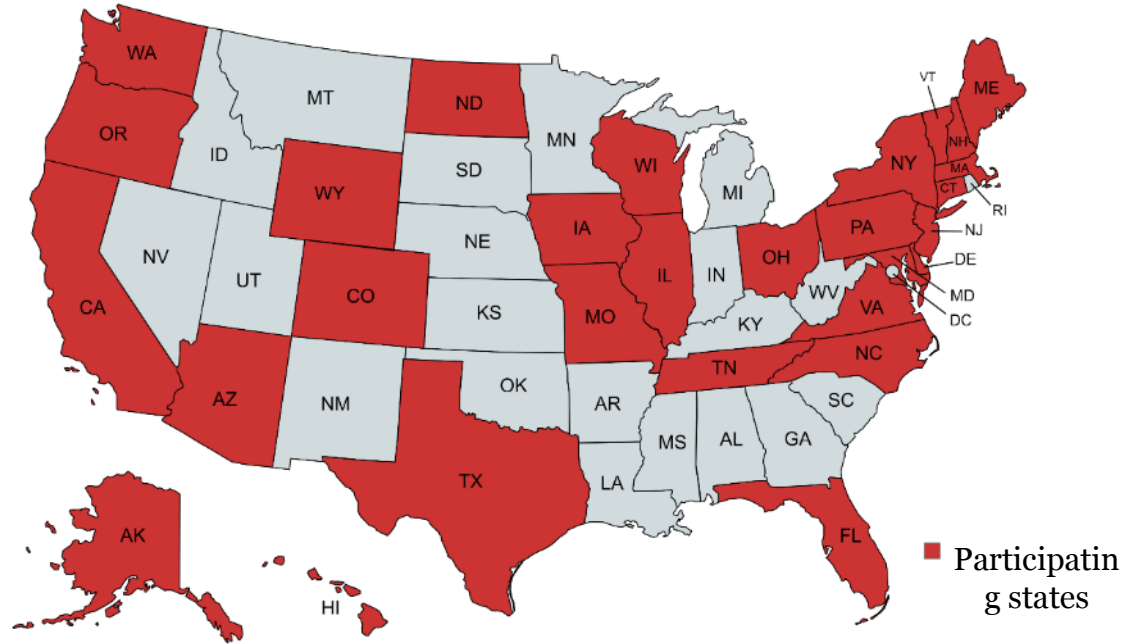 WA
MT
ND
MN
VT
ME
OR
ID
SD
WI
MI
NY
NH
MA
CT
RI
WY
NE
IA
PA
NJ
NV
UT
CO
KS
MO
IL
IN
OH
WV
VA
DE
MD
DC
CA
KY
AZ
NM
OK
AR
TN
NC
SC
MS
AL
GA
LA
TX
FL
AK
HI
Participatin
g states